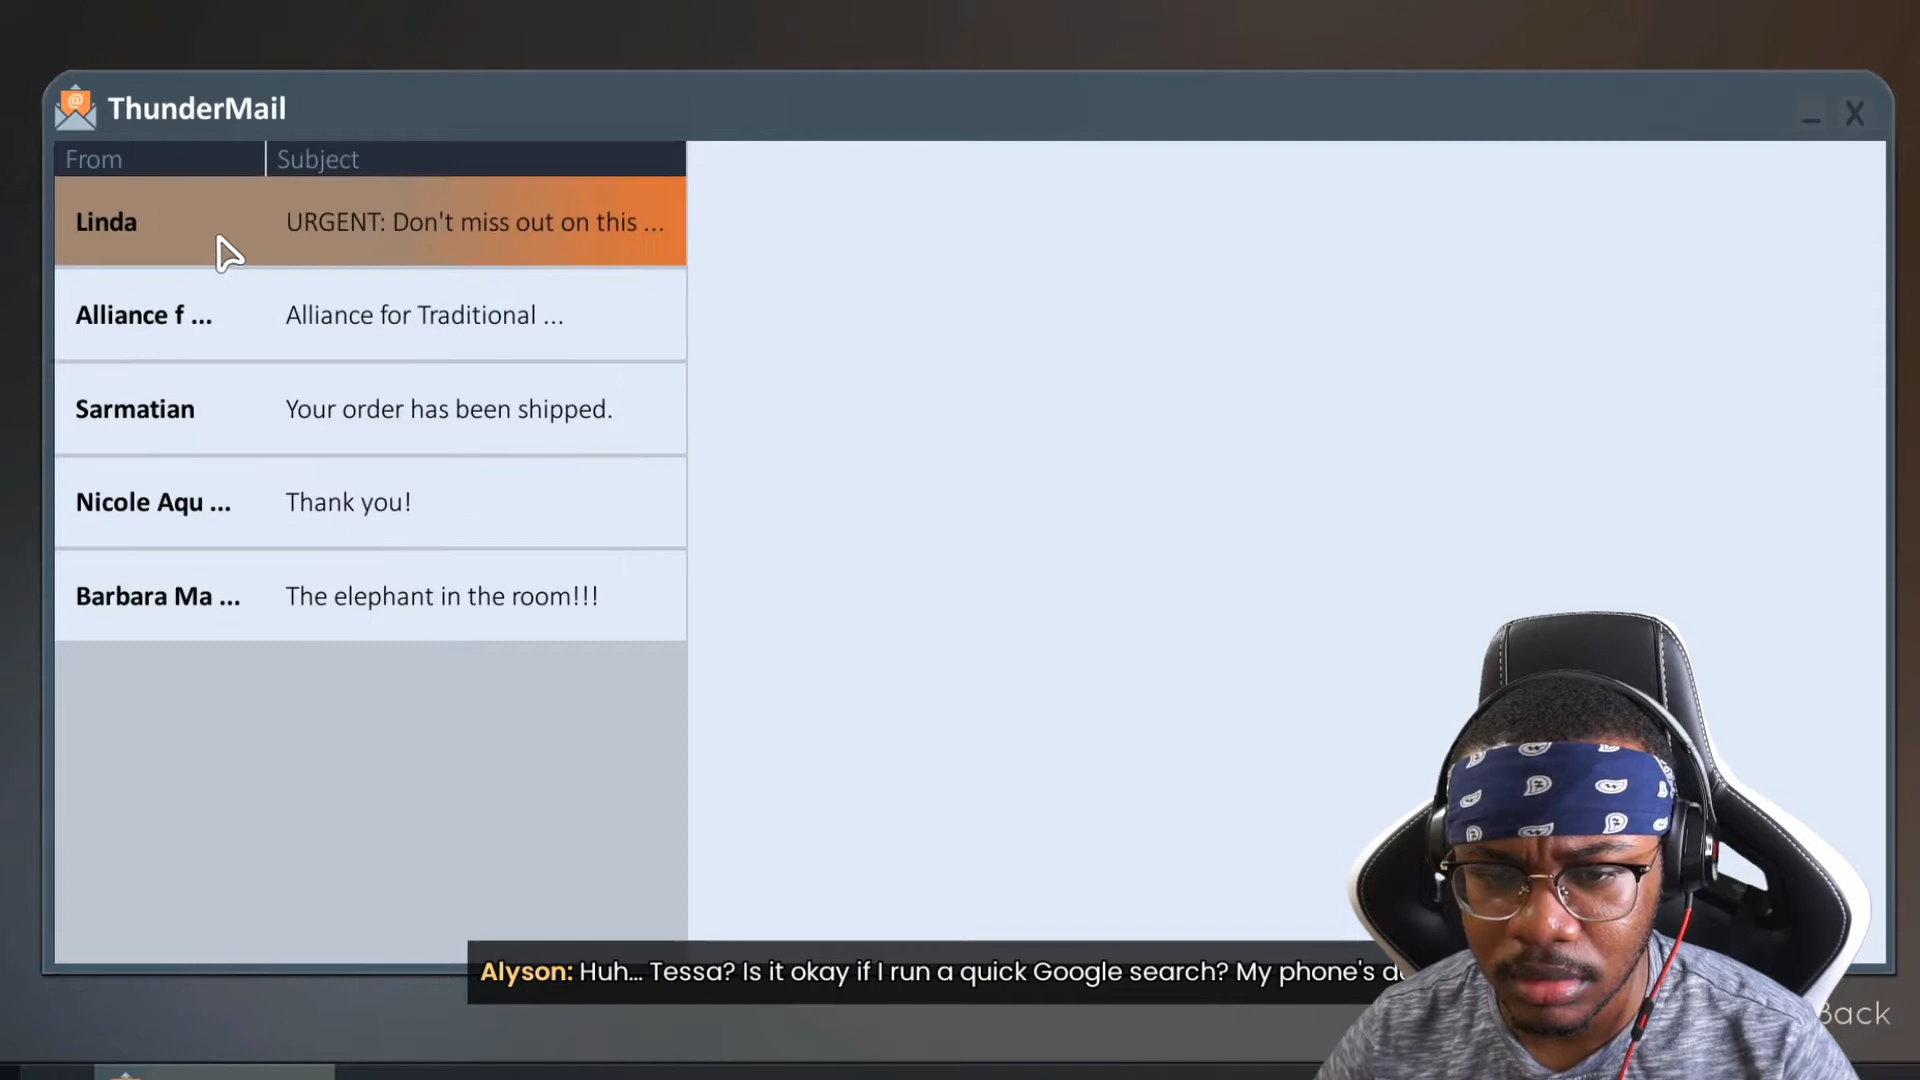 ThunderMail
From Subject
Linda URGENT: Don't miss out on this ...
Alliance f ... Alliance for Traditional ...
Sarmatian Your order has been shipped.
Nicole Aqu ... Thank you!
Barbara Ma ... The elephant in the room!!!
Alyson: Huh... Tessa? Is it okay if I run a quick Google search? My phone's
Back